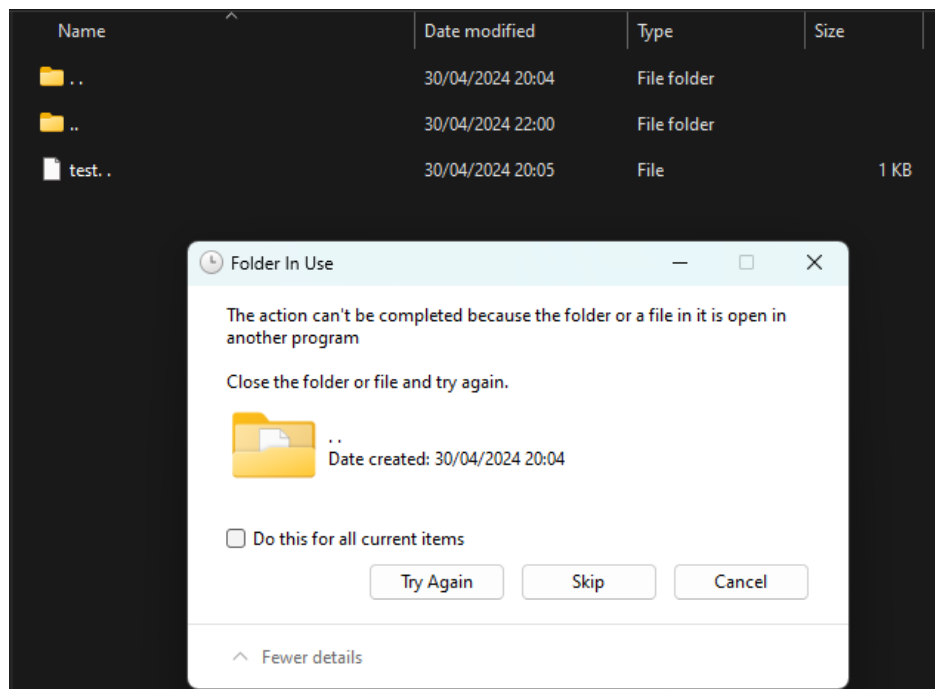 Name Date modified Type Size
. . 30/04/2024 20:04 File folder
.. 30/04/2024 22:00 File folder
test. . 30/04/2024 20:05 File 1 KB
Folder In Use
The action can't be completed because the folder or a file in it is open in
another program
Close the folder or file and try again.
. .
Date created: 30/04/2024 20:04
Do this for all current items
Try Again Skip Cancel
Fewer details